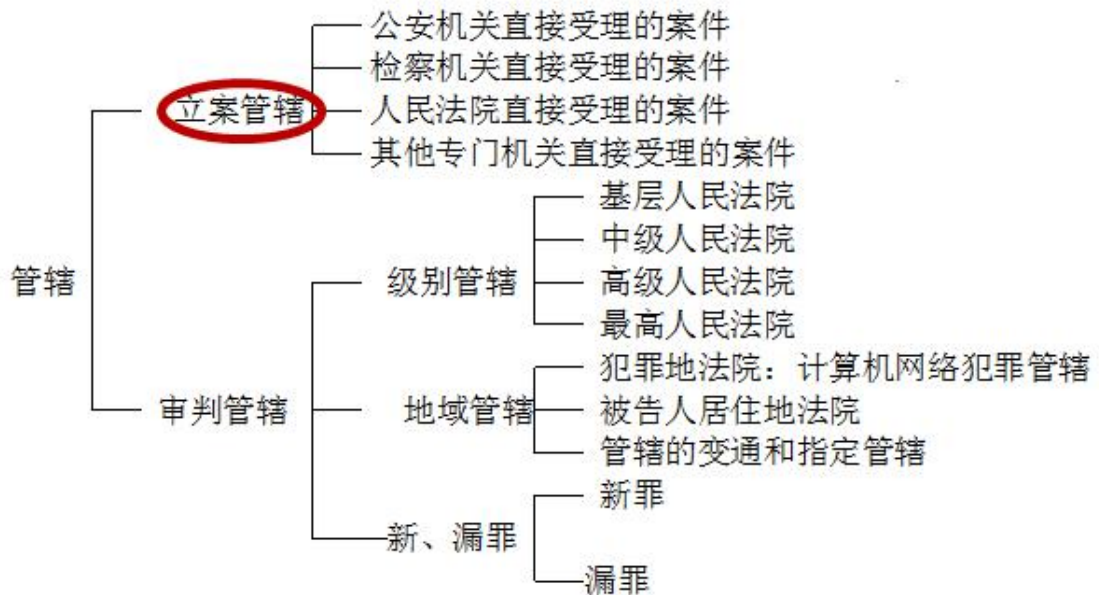 公安机关直接受理的案件
检察机关直接受理的案件
立案管辖
人民法院直接受理的案件
其他专门机关直接受理的案件
基层人民法院
中级人民法院
管辖
级别管辖
高级人民法院
最高人民法院
犯罪地法院：计算机网络犯罪管辖
审判管辖
地域管辖
被告人居住地法院
管辖的变通和指定管辖
新罪
新、漏罪
漏罪